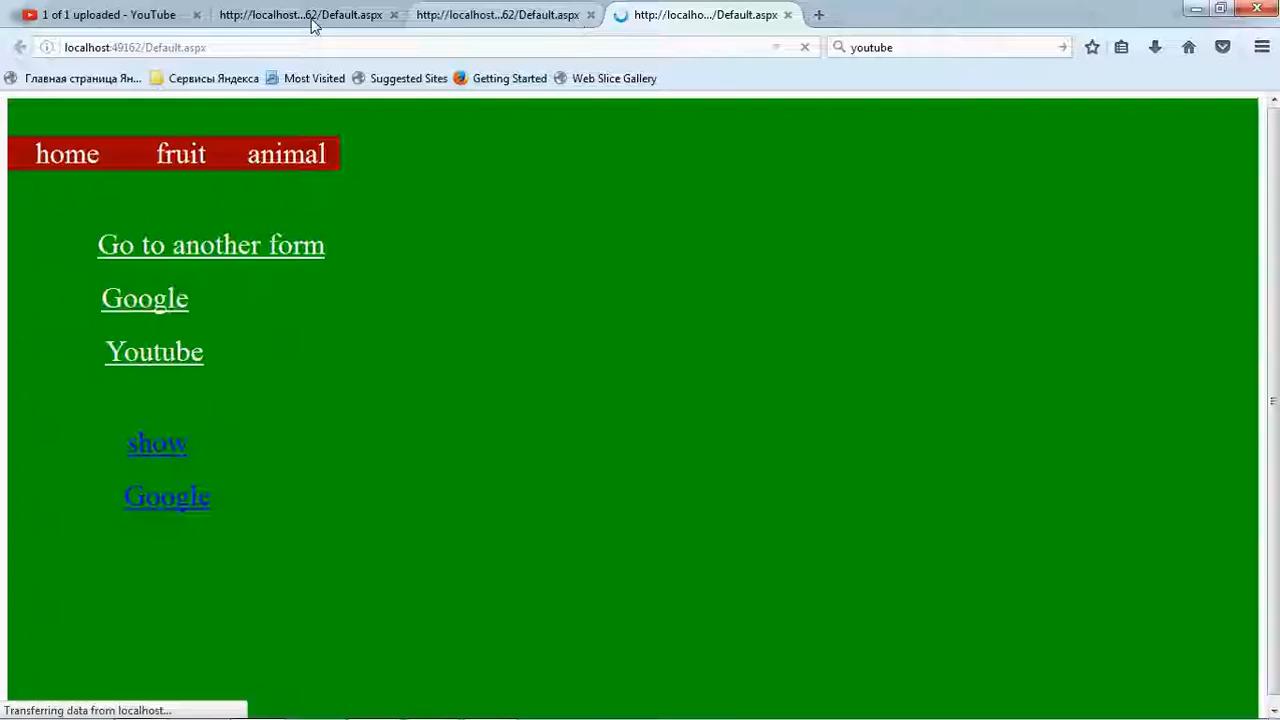 1 of 1 uploaded - YouTube
http://localhost...62/Default.aspx
http://localhost...62/Default.aspx
http://localho.../Default.aspx
localhost:49162/Default.aspx
youtube
Главная страница Ян...
Сервисы Яндекса
Most Visited
Suggested Sites
Getting Started
Web Slice Gallery
home fruit animal
Go to another form
Google
Youtube
show
Google
Transferring data from localhost...